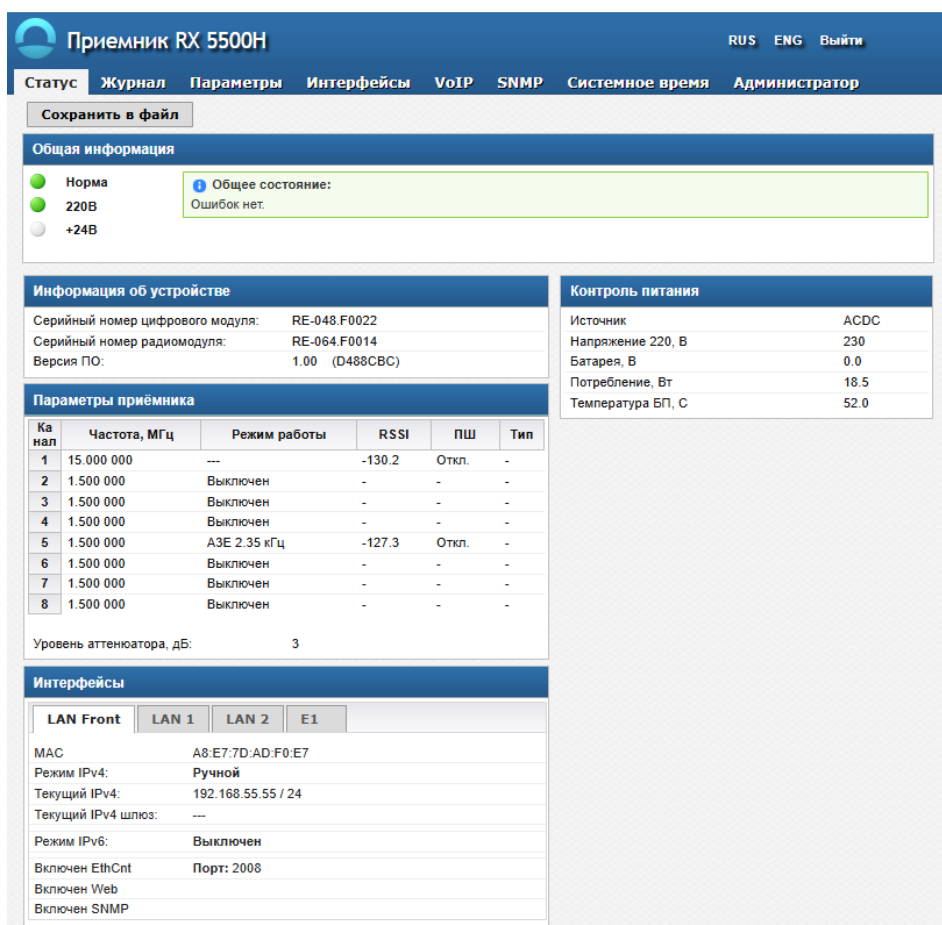 Приемник RX 5500H
RUS ENG Выйти
Статус Журнал Параметры Интерфейсы VoIP SNMP Системное время Администратор
Сохранить в файл
Общая информация
Норма
220В
+24В
Общее состояние:
Ошибок нет.
Информация об устройстве
Серийный номер цифрового модуля: RE-048.F0022
Серийный номер радиомодуля: RE-064.F0014
Версия ПО: 1.00 (D488CBC)
Контроль питания
Источник ACDC
Напряжение 220, В 230
Батарея, В 0.0
Потребление, Вт 18.5
Температура БП, С 52.0
Параметры приёмника
Ка
нал Частота, МГц Режим работы RSSI ПШ Тип
1 15.000 000 --- -130.2 Откл. -
2 1.500 000 Выключен - - -
3 1.500 000 Выключен - - -
4 1.500 000 Выключен - - -
5 1.500 000 A3E 2.35 кГц -127.3 Откл. -
6 1.500 000 Выключен - - -
7 1.500 000 Выключен - - -
8 1.500 000 Выключен - - -
Уровень аттенюатора, дБ: 3
Интерфейсы
LAN Front LAN 1 LAN 2 E1
MAC A8:E7:7D:AD:F0:E7
Режим IPv4: Ручной
Текущий IPv4: 192.168.55.55 / 24
Текущий IPv4 шлюз: ---
Режим IPv6: Выключен
Включен EthCnt Порт: 2008
Включен Web
Включен SNMP